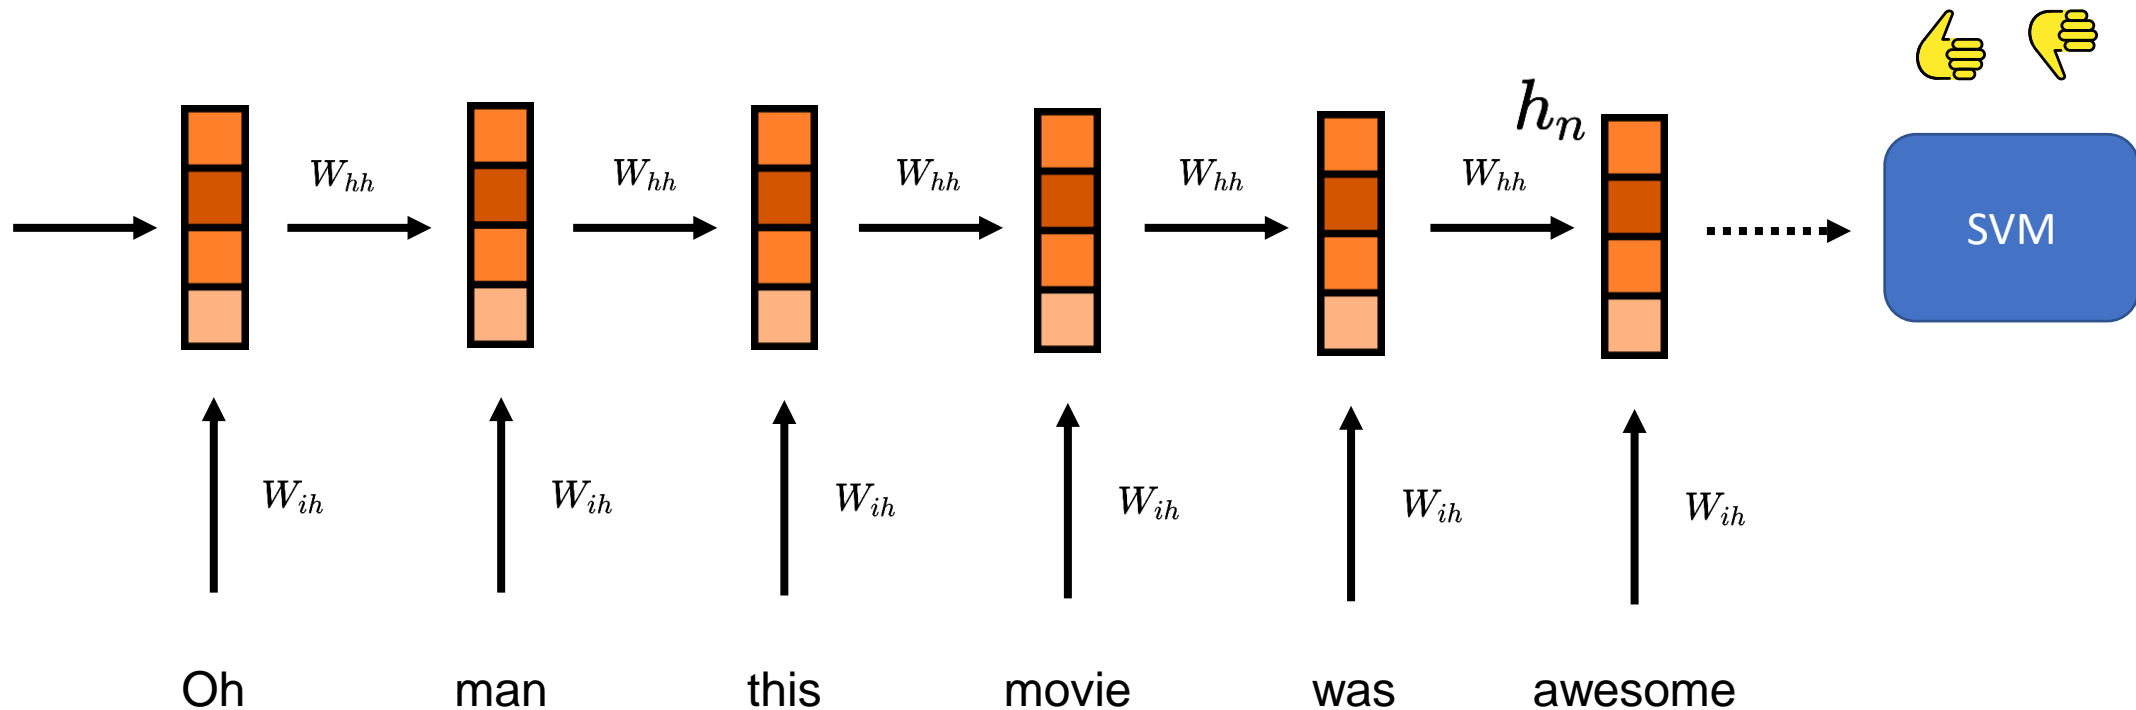 h_n
W_hh W_hh W_hh W_hh W_hh
SVM
W_ih W_ih W_ih W_ih W_ih W_ih
Oh man this movie was awesome